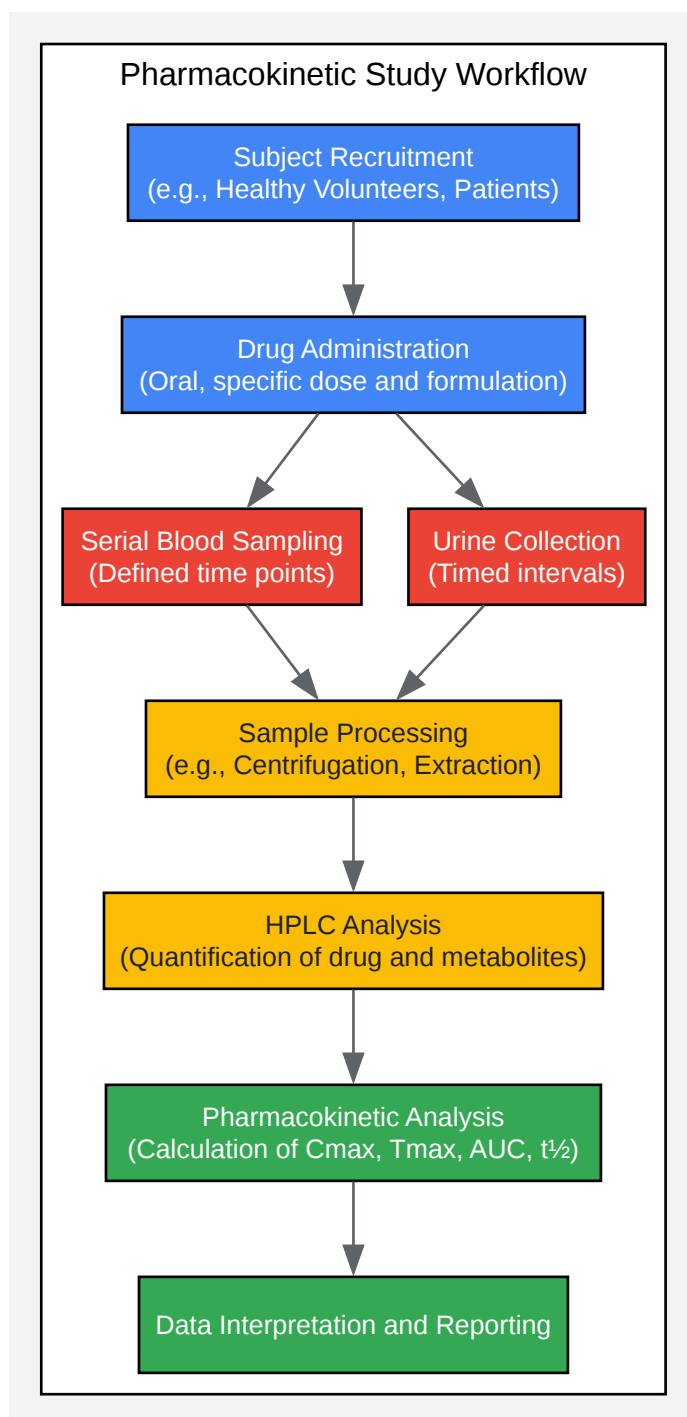 Pharmacokinetic Study Workflow
Subject Recruitment
(e.g., Healthy Volunteers, Patients)
Drug Administration
(Oral, specific dose and formulation)
Serial Blood Sampling
(Defined time points)
Urine Collection
(Timed intervals)
Sample Processing
(e.g., Centrifugation, Extraction)
HPLC Analysis
(Quantification of drug and metabolites)
Pharmacokinetic Analysis
(Calculation of Cmax, Tmax, AUC, t½)
Data Interpretation and Reporting